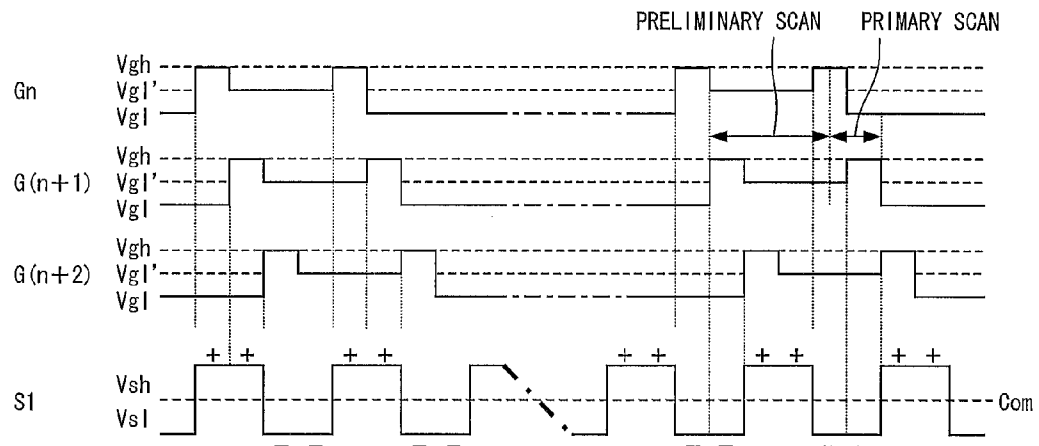 PRELIMINARY SCAN PRIMARY SCAN
Gn
Vgh
Vgl'
Vgl
G(n+1)
Vgh
Vgl'
Vgl
G(n+2)
Vgh
Vgl'
Vgl
+ + + + + + + + + +
S1
Vsh
Vsl
Com